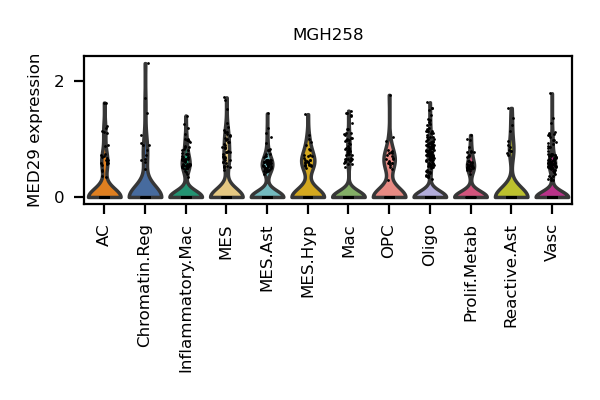 MGH258
MED29 expression
2
0
AC
Chromatin.Reg
Inflammatory.Mac
MES
MES.Ast
MES.Hyp
Mac
OPC
Oligo
Prolif.Metab
Reactive.Ast
Vasc